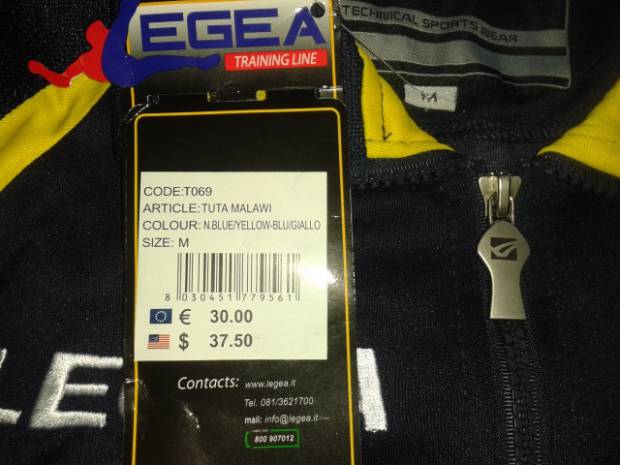 LEGEA
TRAINING LINE
TECHNICAL SPORTS WEAR
M
CODE:T069
ARTICLE: TUTA MALAWI
COLOUR: N.BLUE/YELLOW-BLU/GIALLO
SIZE: M
8 030451 779561
€ 30.00
$ 37.50
Contacts: www.legea.it
Tel. 081/3621700
mail: info@legea.it
800 907012
LE A